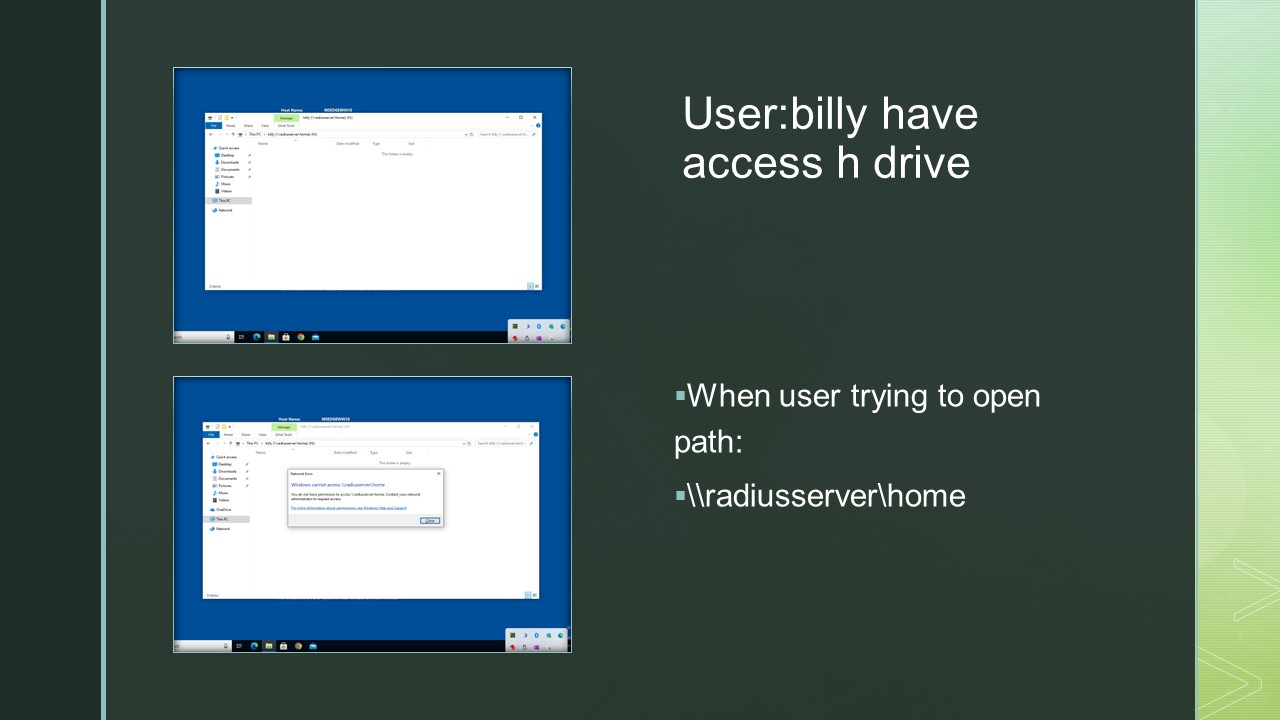 User:billy have
access h drive
Host Name: MSEDGEWIN10
Manage billy (\\radiusserver\home) (H:)
File Home Share View Drive Tools
This PC › billy (\\radiusserver\home) (H:)
Name Date modified Type Size
This folder is empty.
Quick access
Desktop
Downloads
Documents
Pictures
Music
Videos
This PC
Network
0 items
▪When user trying to open
path:
▪\\radiusserver\home
Host Name: MSEDGEWIN10
Manage billy (\\radiusserver\home) (H:)
File Home Share View Drive Tools
This PC › billy (\\radiusserver\home) (H:)
Name Date modified Type Size
This folder is empty.
Quick access
Desktop
Downloads
Documents
Pictures
Music
Videos
OneDrive
This PC
Network
Network Error
Windows cannot access \\radiusserver\home
You do not have permission to access \\radiusserver\home. Contact your network
administrator to request access.
For more information about permissions, see Windows Help and Support
Close
0 items